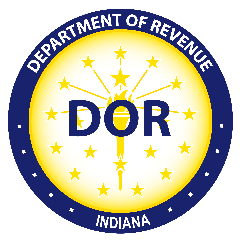 DEPARTMENT OF REVENUE
DOR
INDIANA